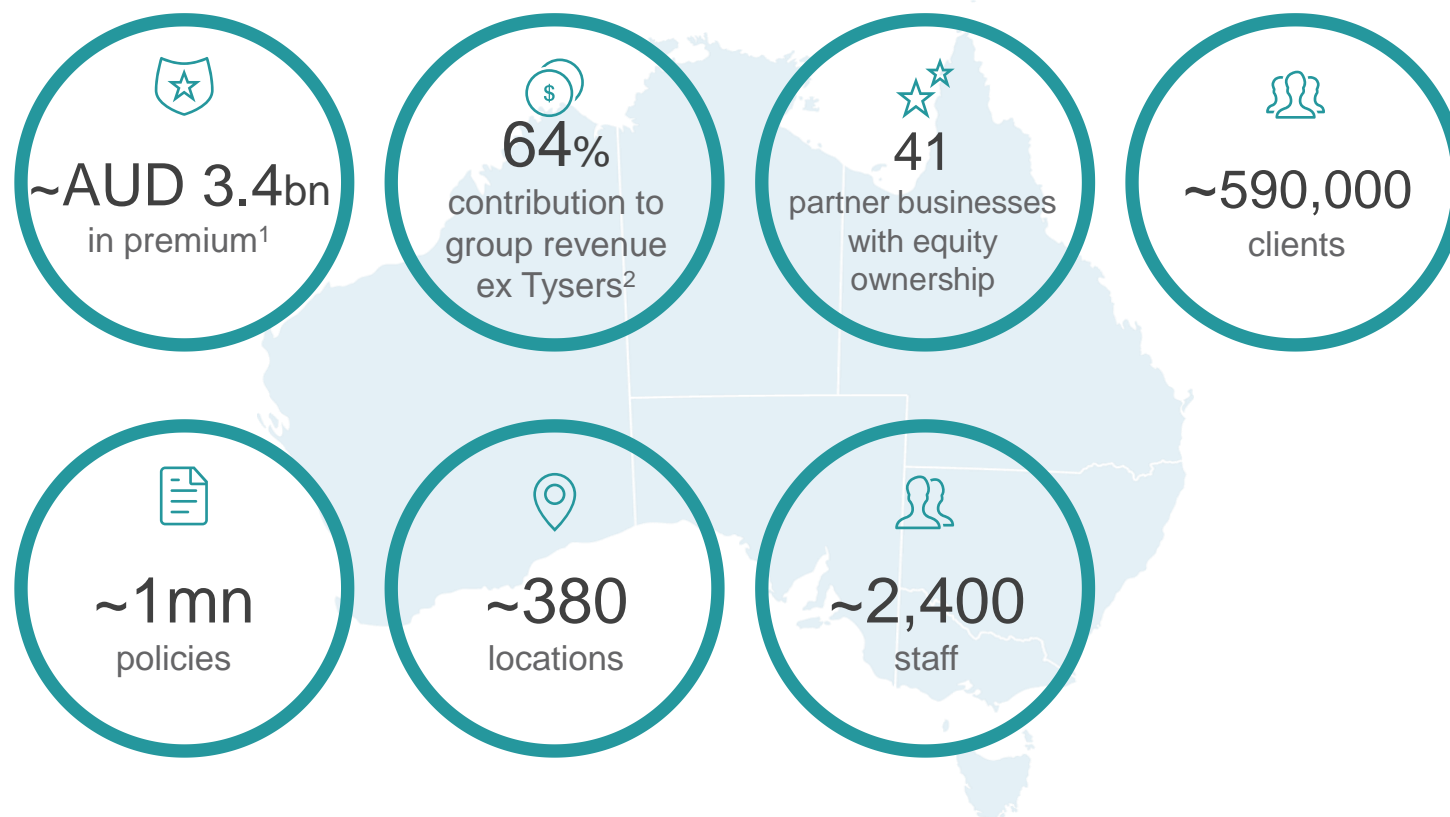 ~AUD 3.4bn
in premium¹
$
64%
contribution to
group revenue
ex Tysers²
41
partner businesses
with equity
ownership
~590,000
clients
~1mn
policies
~380
locations
~2,400
staff